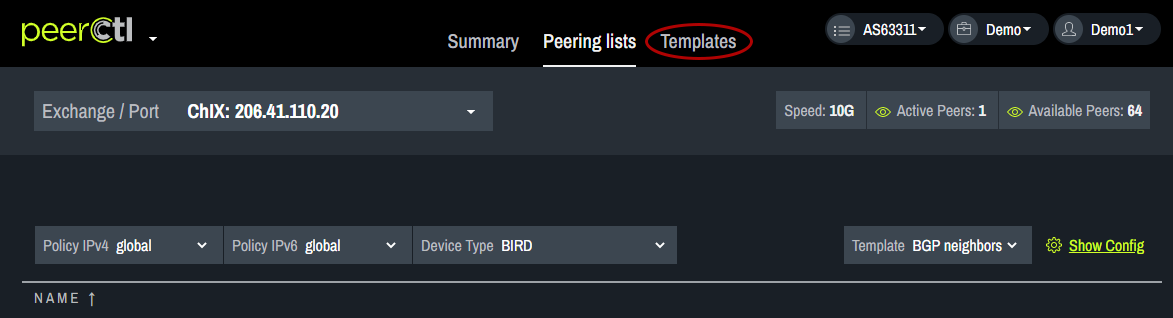 peerCtl
Summary Peering lists Templates
AS63311 Demo Demo1
Exchange / Port ChIX: 206.41.110.20
Speed: 10G Active Peers: 1 Available Peers: 64
Policy IPv4 global Policy IPv6 global Device Type BIRD Template BGP neighbors Show Config
NAME ↑